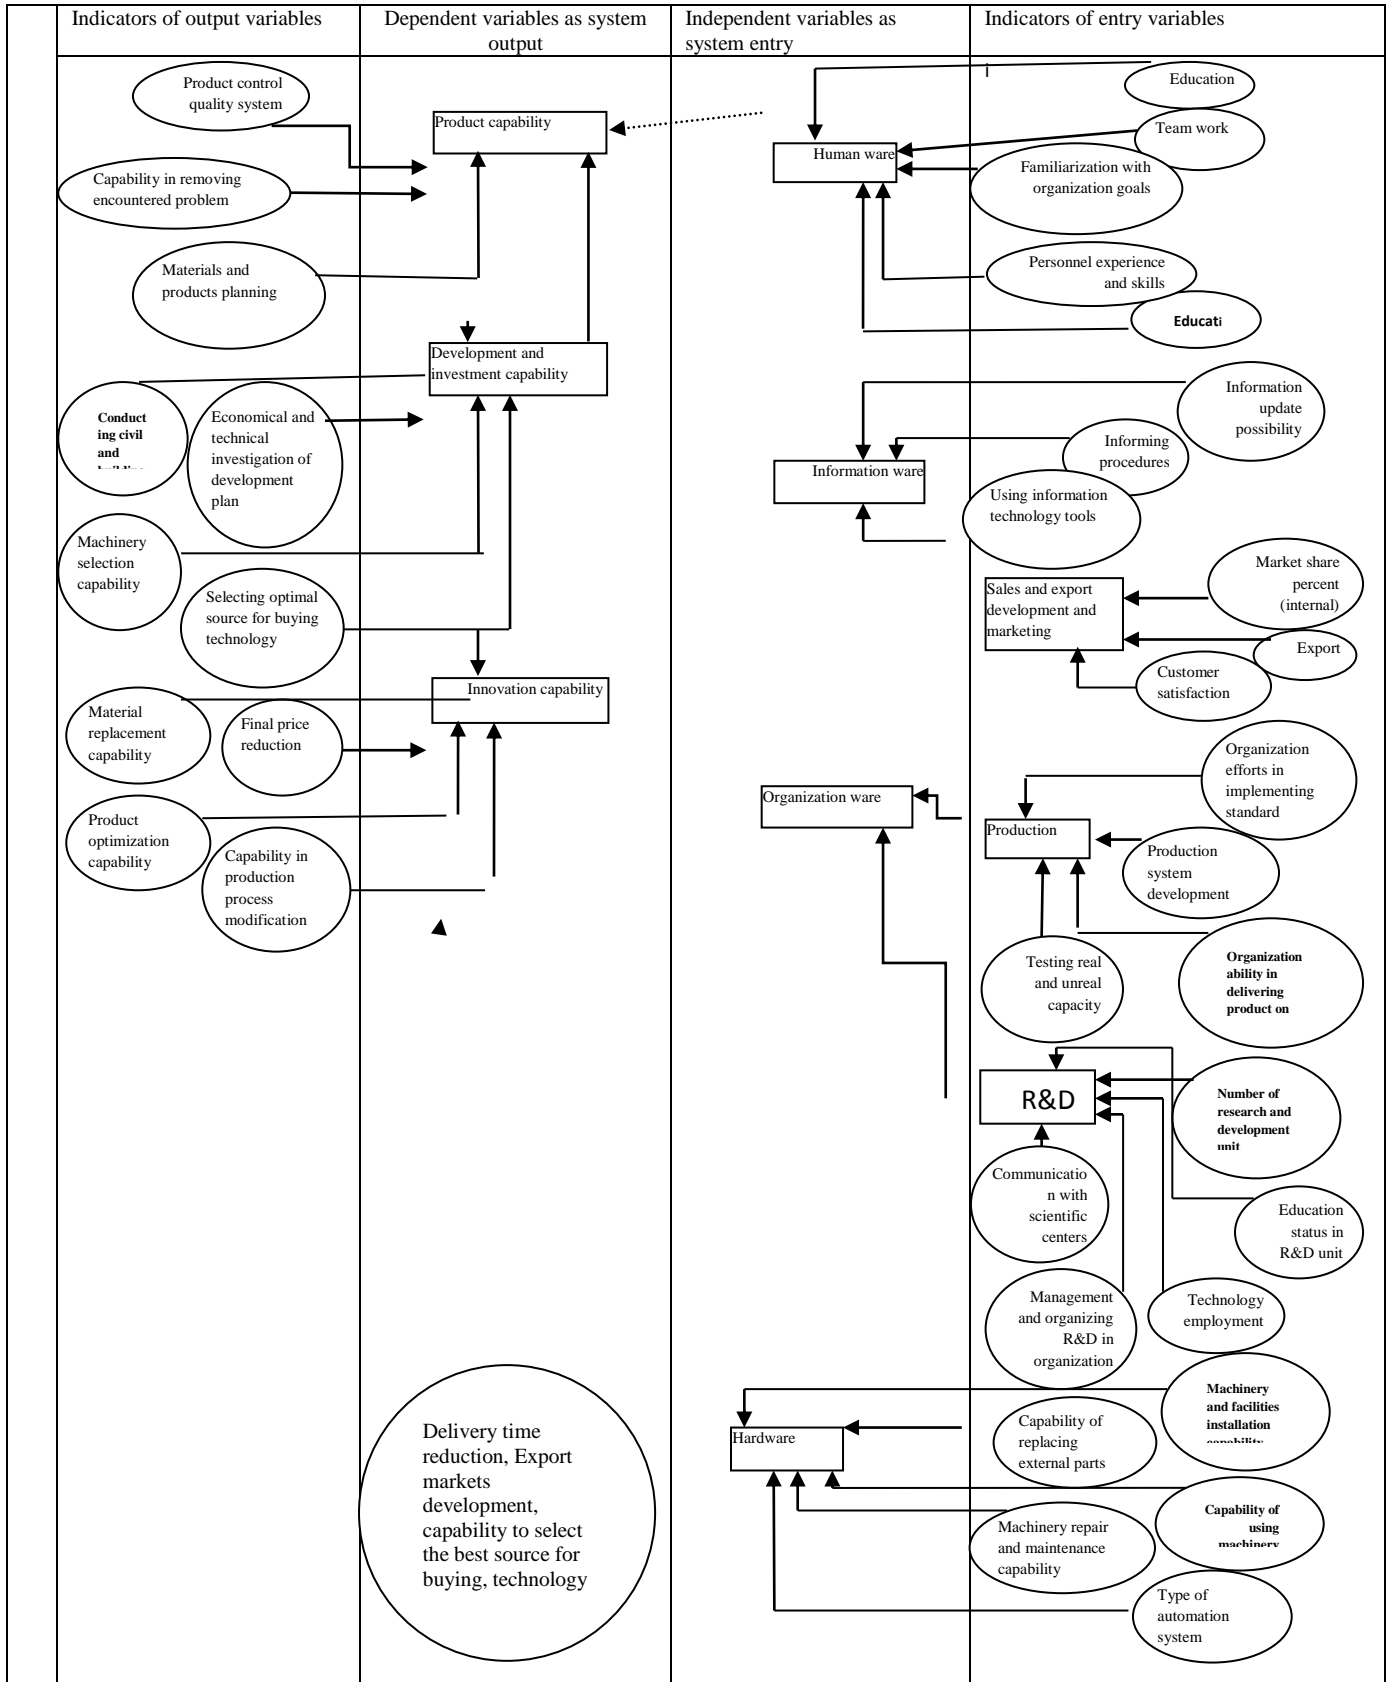 Indicators of output variables
Dependent variables as system
output
Independent variables as
system entry
Indicators of entry variables
Product control
quality system
Capability in removing
encountered problem
Materials and
products planning
Conduct
ing civil
and
Economical and
technical
investigation of
development
plan
Machinery
selection
capability
Selecting optimal
source for buying
technology
Material
replacement
capability
Final price
reduction
Product
optimization
capability
Capability in
production
process
modification
Product capability
Development and
investment capability
Innovation capability
Delivery time
reduction, Export
markets
development,
capability to select
the best source for
buying, technology
Human ware
Information ware
Organization ware
Hardware
i
Education
Team work
Familiarization with
organization goals
Personnel experience
and skills
Educati
Information
update
possibility
Informing
procedures
Using information
technology tools
Sales and export
development and
marketing
Market share
percent
(internal)
Export
Customer
satisfaction
Organization
efforts in
implementing
standard
Production
Production
system
development
Testing real
and unreal
capacity
Organization
ability in
delivering
product on
R&D
Number of
research and
development
unit
Communicatio
n with
scientific
centers
Education
status in
R&D unit
Management
and organizing
R&D in
organization
Technology
employment
Machinery
and facilities
installation
capability
Capability of
replacing
external parts
Capability of
using
machinery
Machinery repair
and maintenance
capability
Type of
automation
system